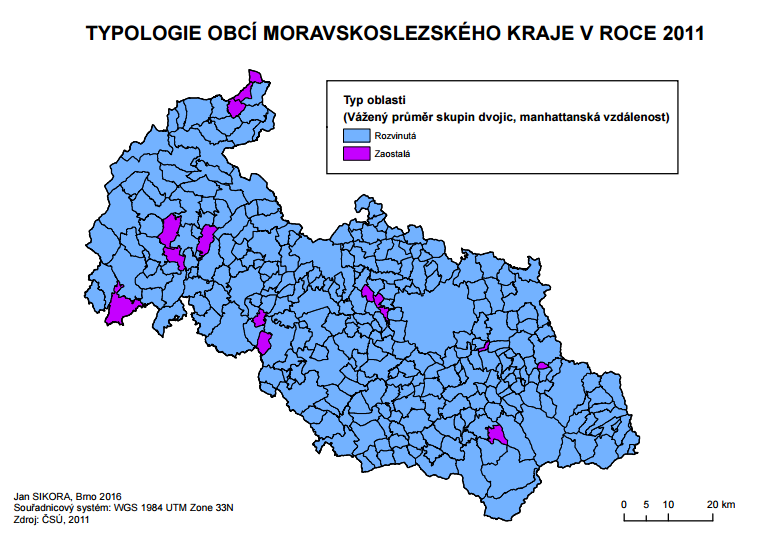 TYPOLOGIE OBCÍ MORAVSKOSLEZSKÉHO KRAJE V ROCE 2011
Typ oblasti
(Vážený průměr skupin dvojic, manhattanská vzdálenost)
Rozvinutá
Zaostalá
Jan SIKORA, Brno 2016
Souřadnicový systém: WGS 1984 UTM Zone 33N
Zdroj: ČSÚ, 2011
0 5 10 20 km